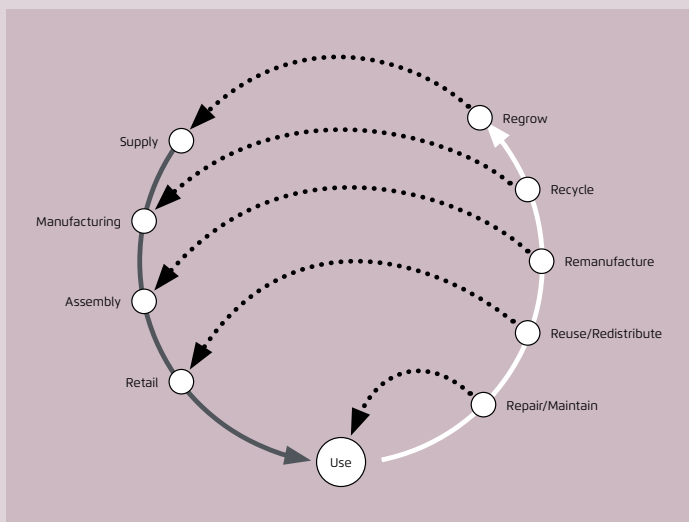 Regrow
Supply
Recycle
Manufacturing
Remanufacture
Assembly
Reuse/Redistribute
Retail
Repair/Maintain
Use